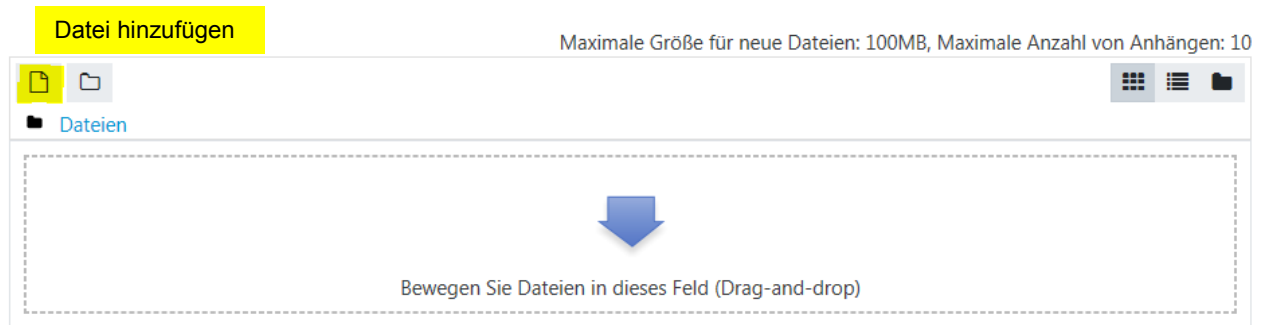 Datei hinzufügen
Maximale Größe für neue Dateien: 100MB, Maximale Anzahl von Anhängen: 10
Dateien
Bewegen Sie Dateien in dieses Feld (Drag-and-drop)